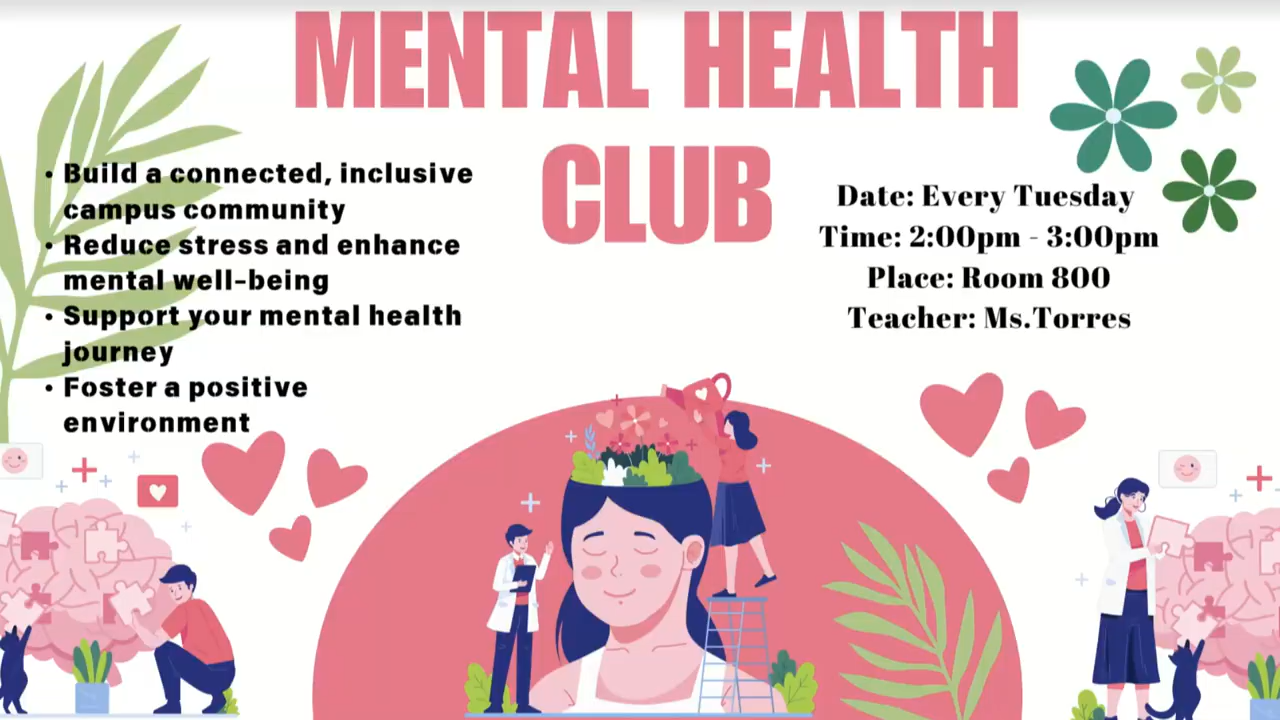 MENTAL HEALTH
CLUB
• Build a connected, inclusive
campus community
• Reduce stress and enhance
mental well-being
• Support your mental health
journey
• Foster a positive
environment
Date: Every Tuesday
Time: 2:00pm - 3:00pm
Place: Room 800
Teacher: Ms.Torres